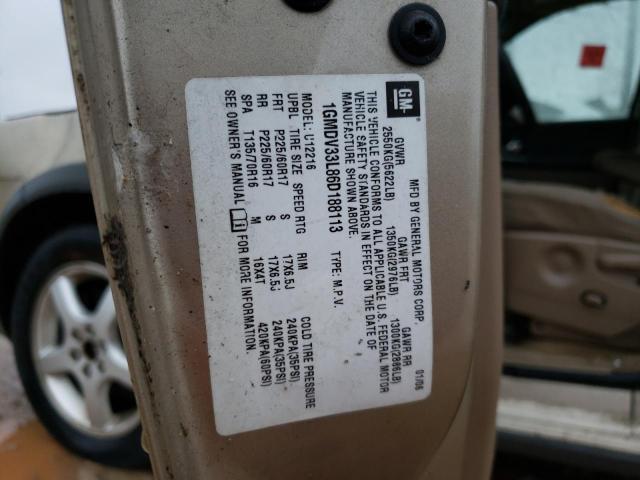 GM
MFD BY GENERAL MOTORS CORP 01/06
GVWR GAWR FRT GAWR RR
2550KG(5622LB) 1350KG(2976LB) 1300KG(2866LB)
THIS VEHICLE CONFORMS TO ALL APPLICABLE U.S. FEDERAL MOTOR
VEHICLE SAFETY STANDARDS IN EFFECT ON THE DATE OF
MANUFACTURE SHOWN ABOVE.
1GMDV33L86D188113 TYPE: M.P.V.
MODEL: U12216
UPBL TIRE SIZE SPEED RTG RIM COLD TIRE PRESSURE
FRT P225/60R17 S 17X6.5J 240KPA(35PSI)
RR P225/60R17 S 17X6.5J 240KPA(35PSI)
SPA T135/70R16 M 16X4T 420KPA(60PSI)
SEE OWNER'S MANUAL FOR MORE INFORMATION.